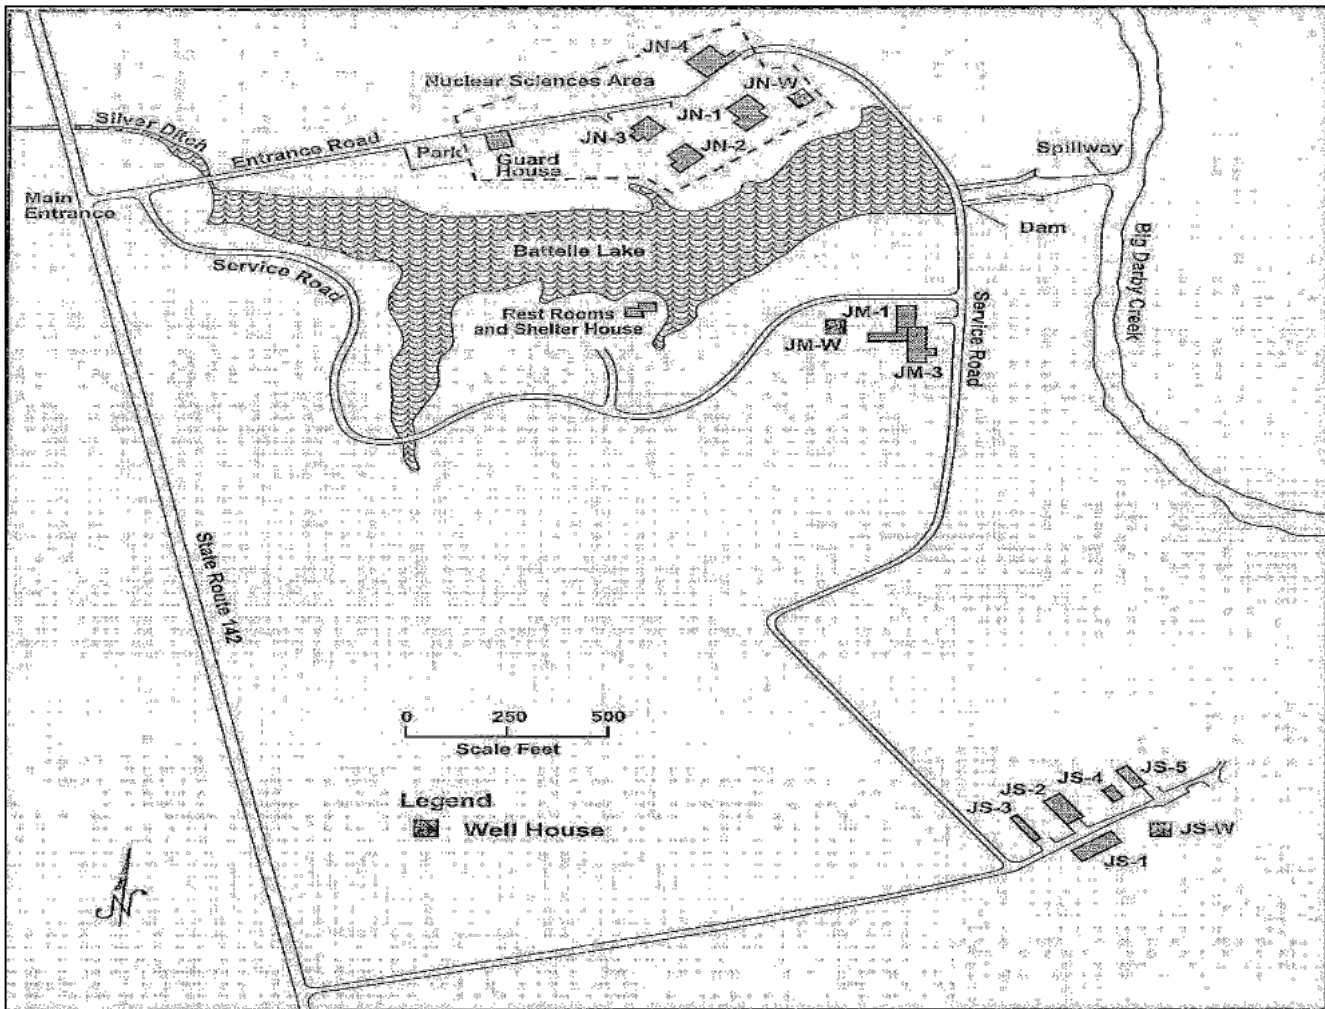 JN-4
Nuclear Sciences Area
JN-W
JN-1
JN-3
JN-2
Silver Ditch
Entrance Road
Park
Guard
House
Spillway
Main
Entrance
Dam
Big Darby Creek
Battelle Lake
Service Road
Rest Rooms
and Shelter House
JM-1
JM-W
JM-3
Service Road
State Route 142
0 250 500
Scale Feet
Legend
Well House
JS-5
JS-4
JS-2
JS-3
JS-W
JS-1
N